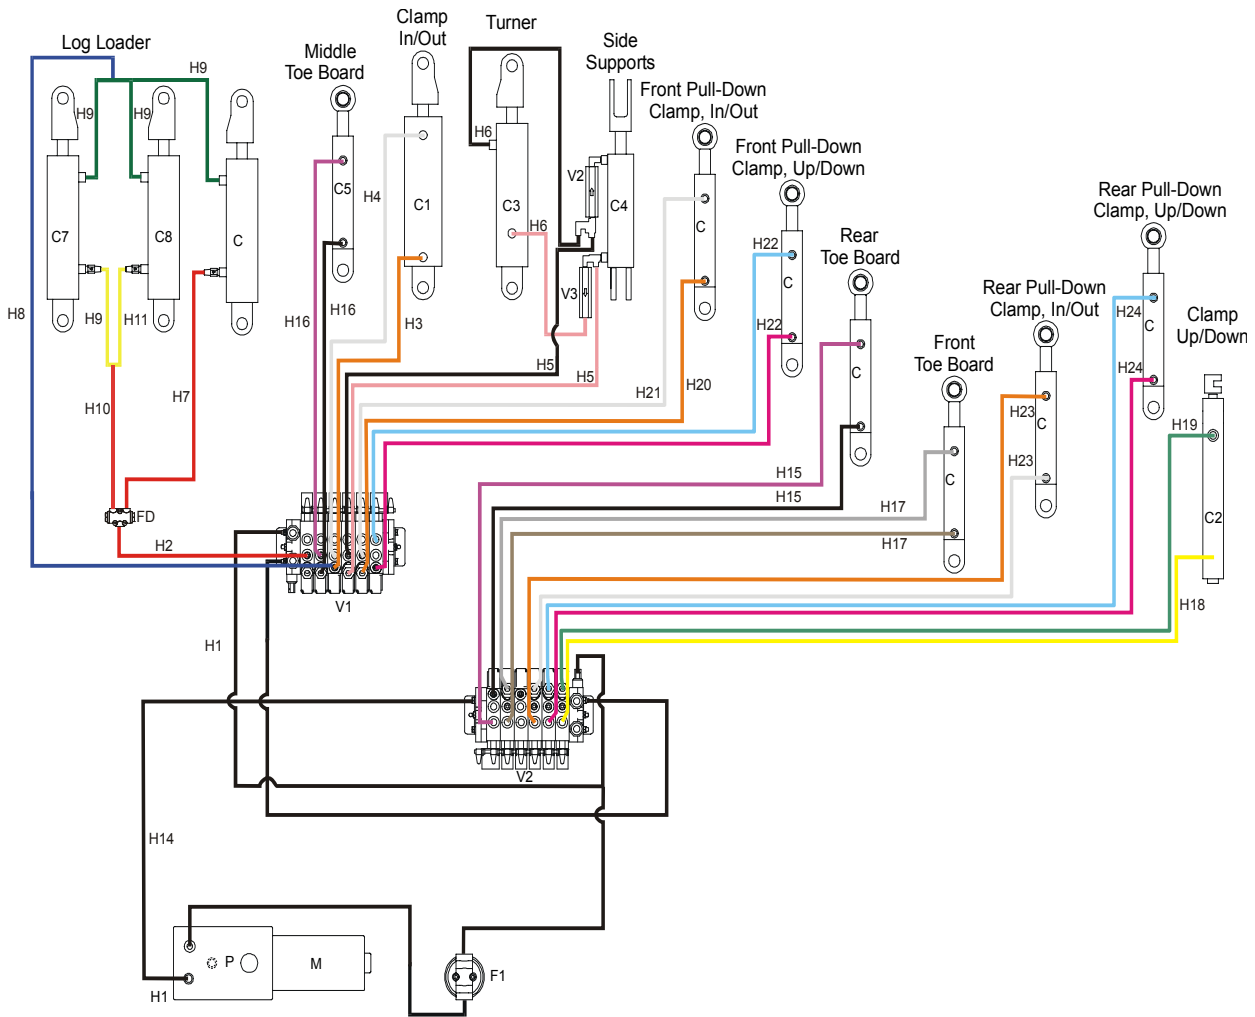 Log Loader
Middle
Toe Board
Clamp
In/Out
Turner
Side
Supports
Front Pull-Down
Clamp, In/Out
Front Pull-Down
Clamp, Up/Down
Rear
Toe Board
Front
Toe Board
Rear Pull-Down
Clamp, In/Out
Rear Pull-Down
Clamp, Up/Down
Clamp
Up/Down
H9
H9
H9
C7
C8
C
H8
H9
H11
H10
H7
FD
H2
C5
H16
H16
H4
C1
H3
H6
C3
H6
V2
C4
V3
H5
H5
C
H21
H20
H22
C
H22
C
H15
H15
C
H17
H17
H23
C
H23
H24
C
H24
H19
C2
H18
V1
H1
V2
H14
P
M
H1
F1